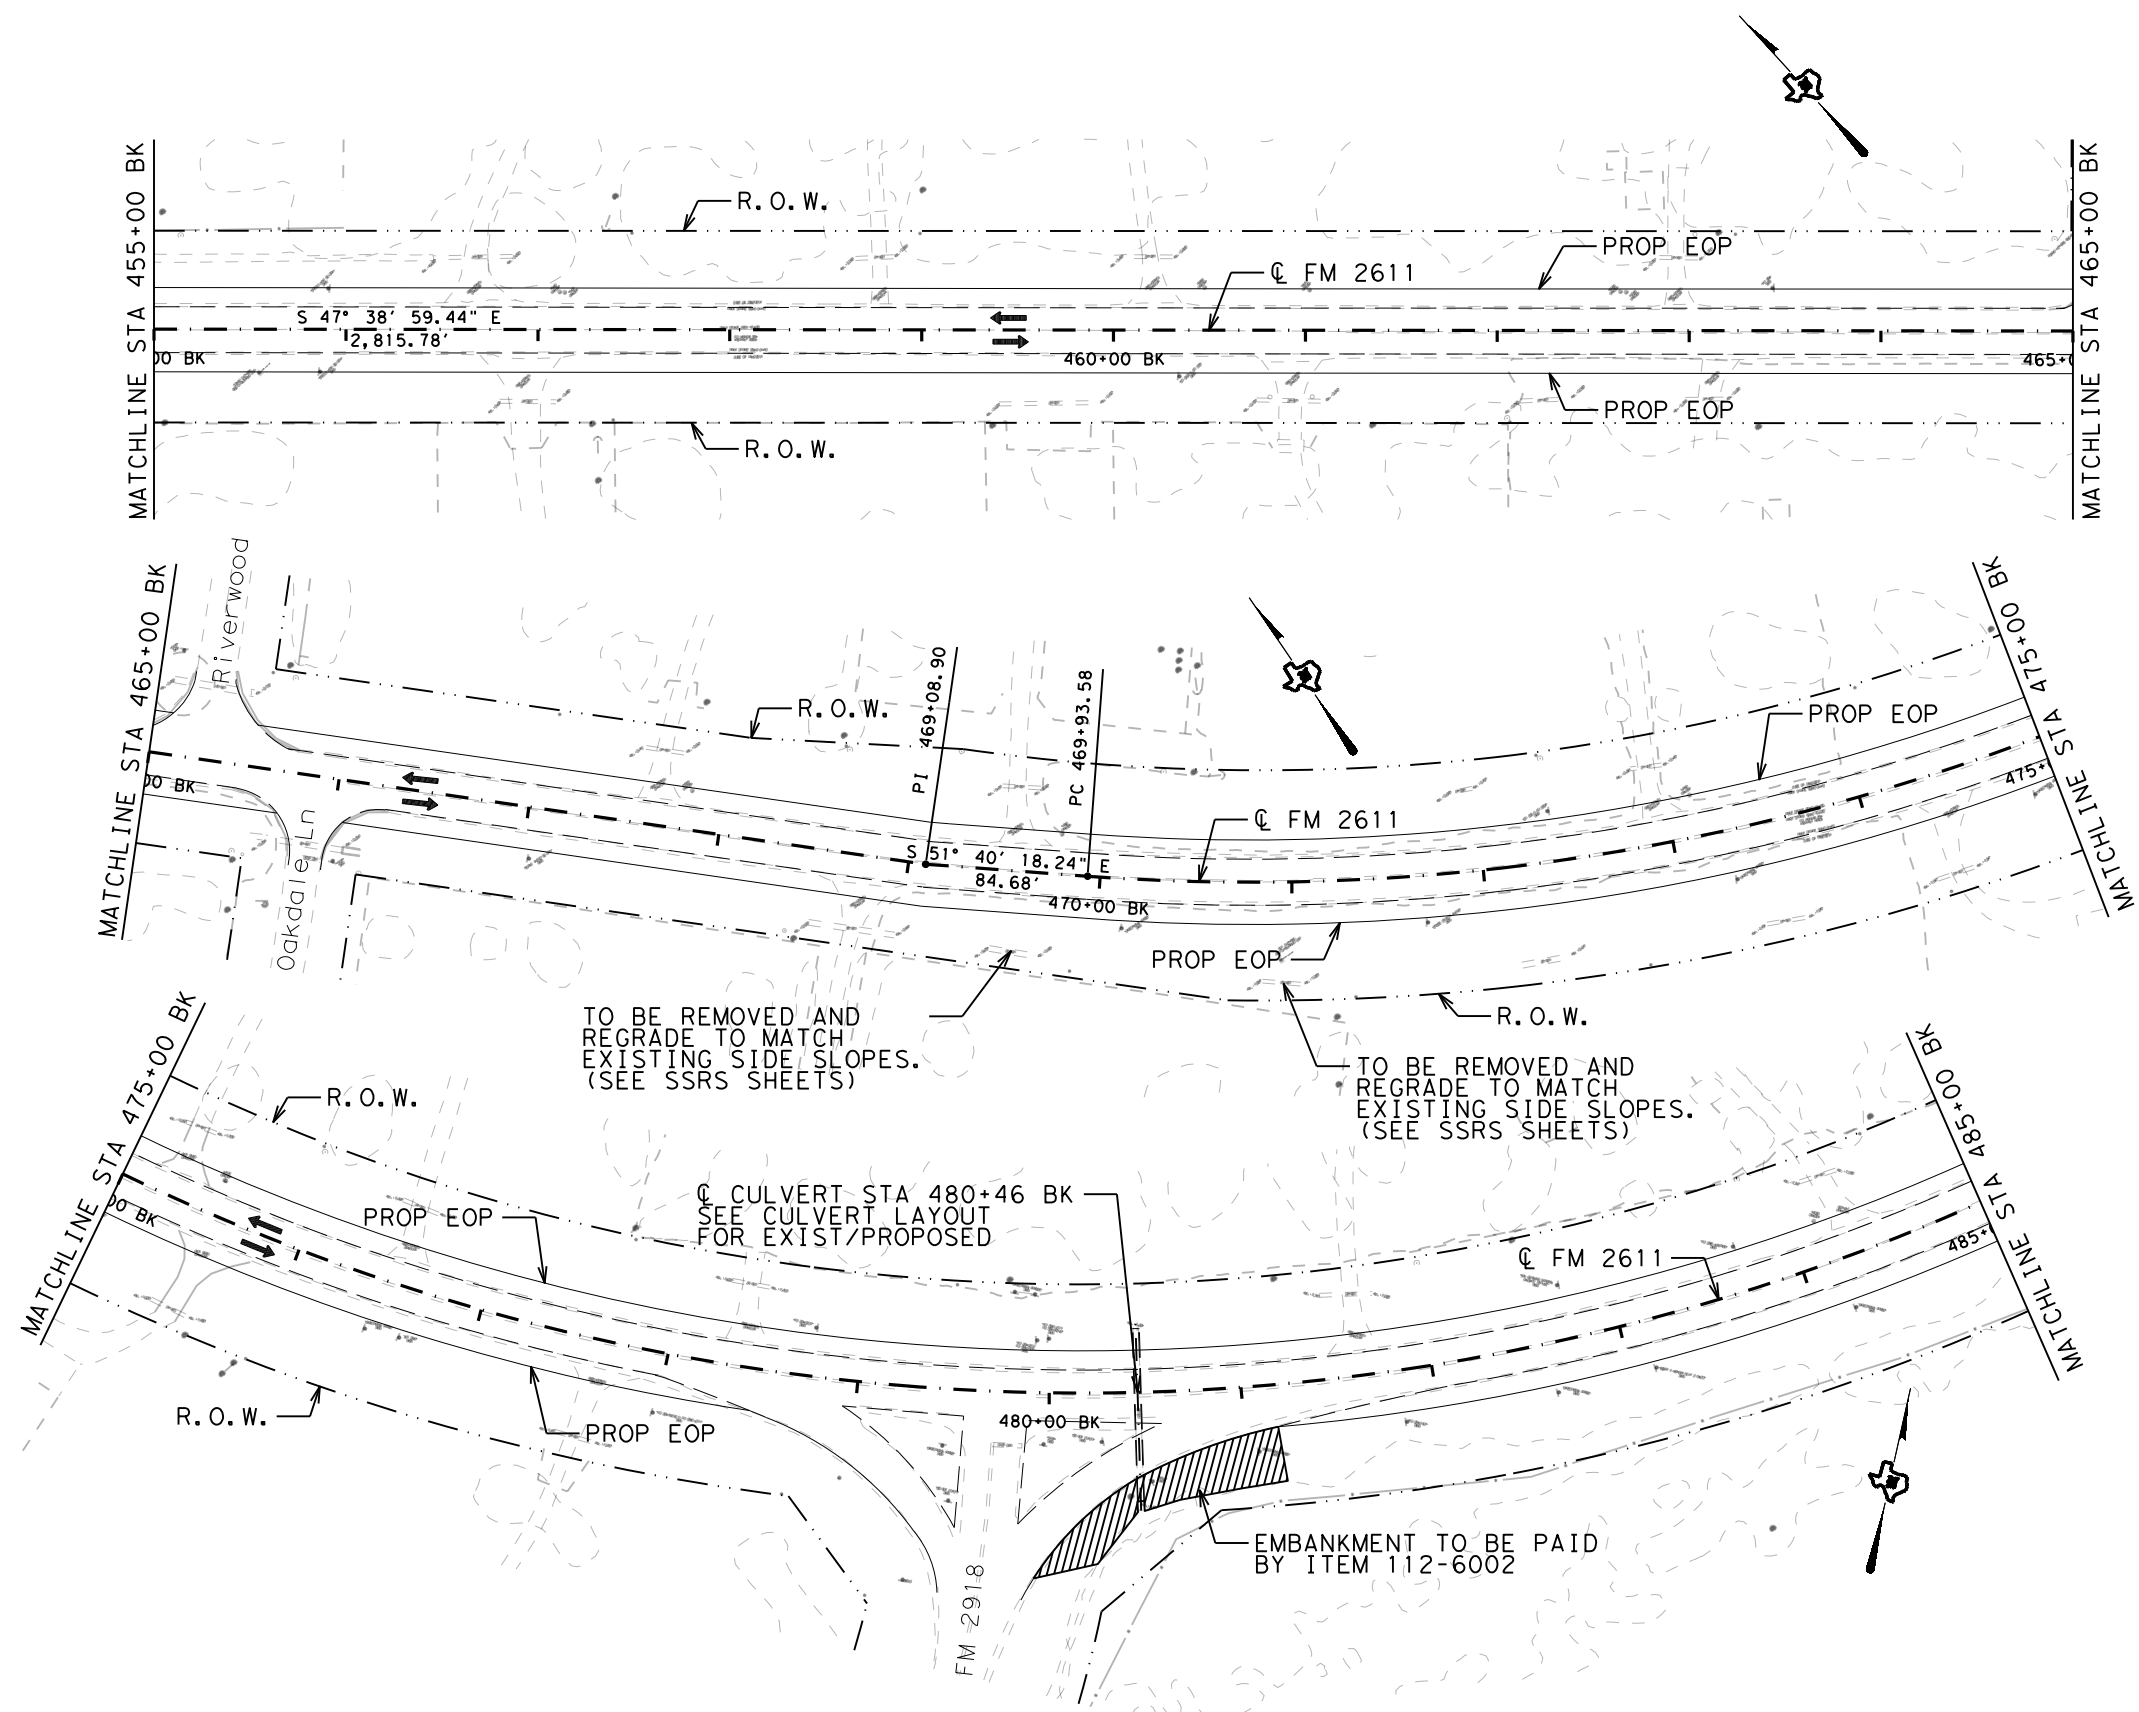 MATCHLINE STA 455+00 BK
R.O.W.
PROP EOP
℄ FM 2611
S 47° 38′ 59.44" E
2,815.78′
00 BK
460+00 BK
465+0
PROP EOP
R.O.W.
MATCHLINE STA 465+00 BK
MATCHLINE STA 465+00 BK
Riverwood
00 BK
Oakdale Ln
R.O.W.
PI 469+08.90
PC 469+93.58
PROP EOP
℄ FM 2611
S 51° 40′ 18.24" E
84.68′
470+00 BK
475+
PROP EOP
R.O.W.
TO BE REMOVED AND
REGRADE TO MATCH
EXISTING SIDE SLOPES.
(SEE SSRS SHEETS)
TO BE REMOVED AND
REGRADE TO MATCH
EXISTING SIDE SLOPES.
(SEE SSRS SHEETS)
MATCHLINE STA 475+00 BK
MATCHLINE STA 475+00 BK
R.O.W.
00 BK
PROP EOP
℄ CULVERT STA 480+46 BK
SEE CULVERT LAYOUT
FOR EXIST/PROPOSED
℄ FM 2611
485+
R.O.W.
PROP EOP
480+00 BK
EMBANKMENT TO BE PAID
BY ITEM 112-6002
FM 2918
MATCHLINE STA 485+00 BK